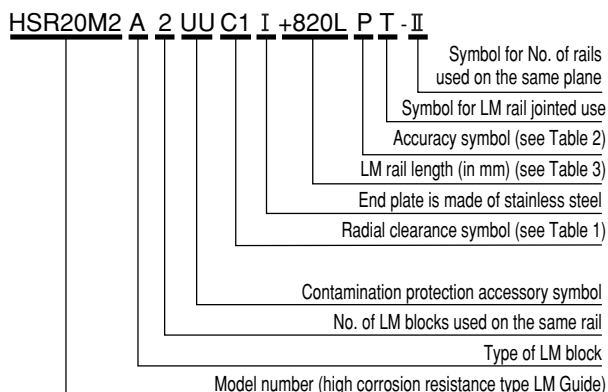 HSR20M2 A 2 UU C1 I +820L P T - II
Symbol for No. of rails
used on the same plane
Symbol for LM rail jointed use
Accuracy symbol (see Table 2)
LM rail length (in mm) (see Table 3)
End plate is made of stainless steel
Radial clearance symbol (see Table 1)
Contamination protection accessory symbol
No. of LM blocks used on the same rail
Type of LM block
Model number (high corrosion resistance type LM Guide)